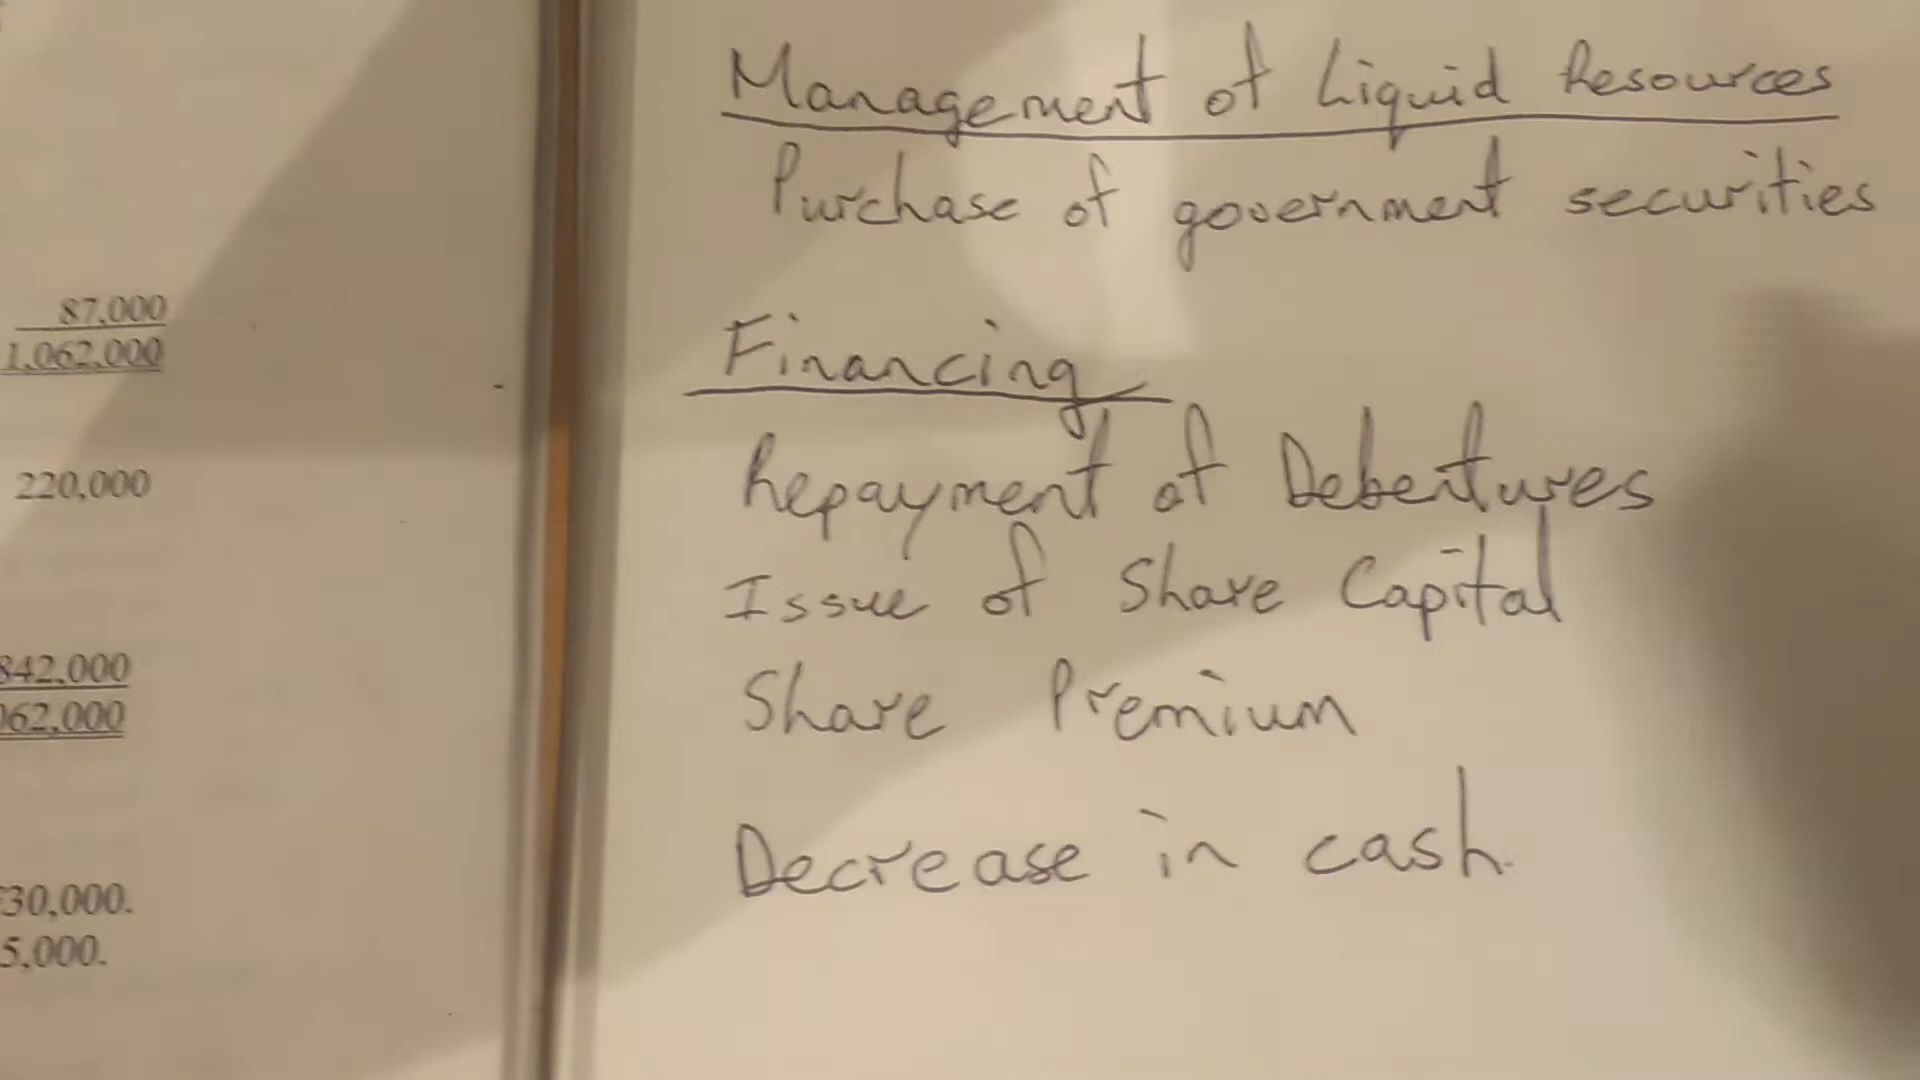 87,000
1,062,000
220,000
842,000
062,000
30,000.
5,000.
Management of Liquid Resources
Purchase of government securities
Financing
Repayment of Debentures
Issue of Share Capital
Share Premium
Decrease in cash.